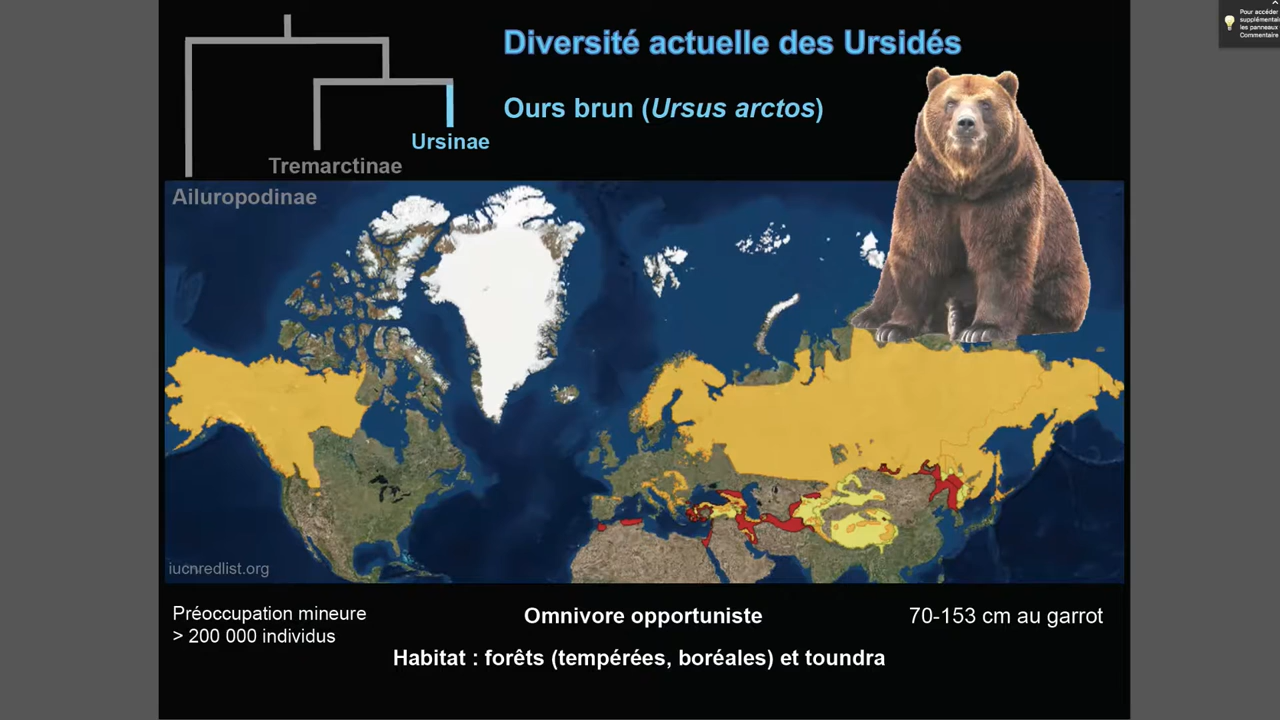 Diversité actuelle des Ursidés
Ours brun (Ursus arctos)
Ursinae
Tremarctinae
Ailuropodinae
iucnredlist.org
Préoccupation mineure
> 200 000 individus
Omnivore opportuniste
70-153 cm au garrot
Habitat : forêts (tempérées, boréales) et toundra
Pour accéder
supplémentai
les panneaux
Commentaire